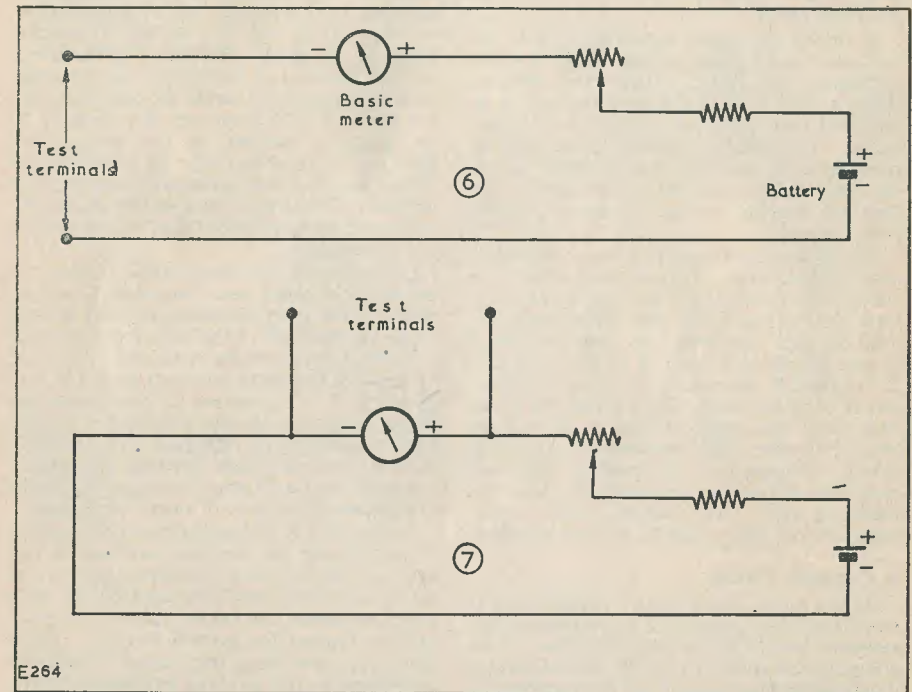 - +
Basic
meter
Test
terminals
⑥
+
-
Battery
Test
terminals
- +
-
+
-
⑦
E264